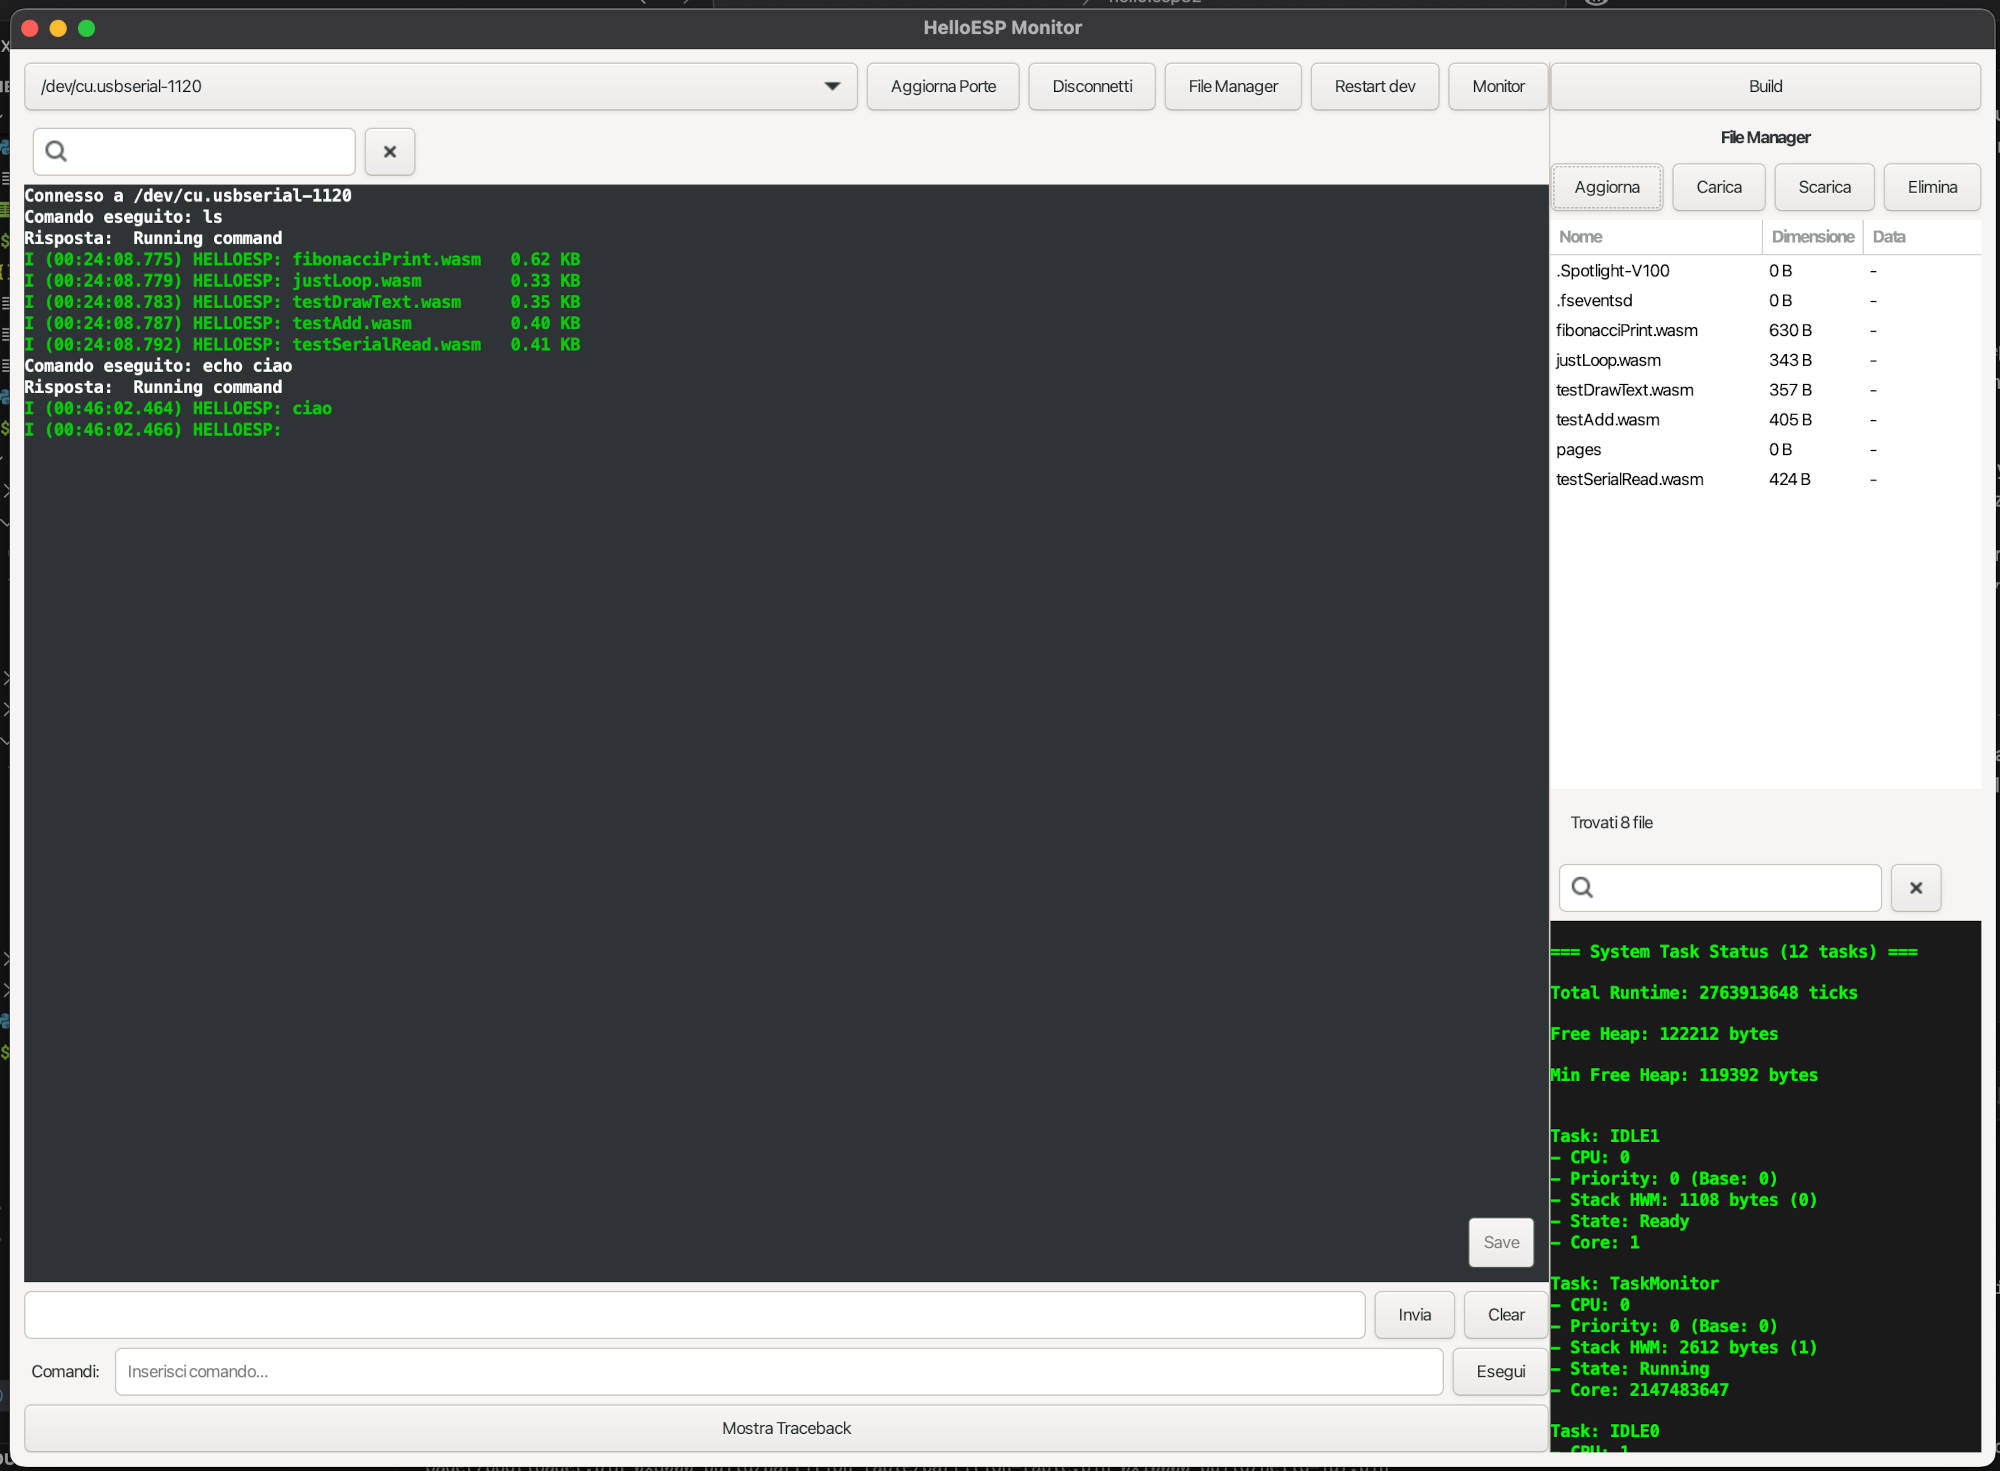 HelloESP Monitor
/dev/cu.usbserial-1120
Aggiorna Porte
Disconnetti
File Manager
Restart dev
Monitor
Build
Connesso a /dev/cu.usbserial-1120
Comando eseguito: ls
Risposta:  Running command
I (00:24:08.775) HELLOESP: fibonacciPrint.wasm   0.62 KB
I (00:24:08.779) HELLOESP: justLoop.wasm         0.33 KB
I (00:24:08.783) HELLOESP: testDrawText.wasm     0.35 KB
I (00:24:08.787) HELLOESP: testAdd.wasm          0.40 KB
I (00:24:08.792) HELLOESP: testSerialRead.wasm   0.41 KB
Comando eseguito: echo ciao
Risposta:  Running command
I (00:46:02.464) HELLOESP: ciao
I (00:46:02.466) HELLOESP:
Save
Invia
Clear
Comandi:
Inserisci comando...
Esegui
Mostra Traceback
File Manager
Aggiorna
Carica
Scarica
Elimina
Nome Dimensione Data
.Spotlight-V100 0 B -
.fseventsd 0 B -
fibonacciPrint.wasm 630 B -
justLoop.wasm 343 B -
testDrawText.wasm 357 B -
testAdd.wasm 405 B -
pages 0 B -
testSerialRead.wasm 424 B -
Trovati 8 file
=== System Task Status (12 tasks) ===
Total Runtime: 2763913648 ticks
Free Heap: 122212 bytes
Min Free Heap: 119392 bytes
Task: IDLE1
- CPU: 0
- Priority: 0 (Base: 0)
- Stack HWM: 1108 bytes (0)
- State: Ready
- Core: 1
Task: TaskMonitor
- CPU: 0
- Priority: 0 (Base: 0)
- Stack HWM: 2612 bytes (1)
- State: Running
- Core: 2147483647
Task: IDLE0
- CPU: 1